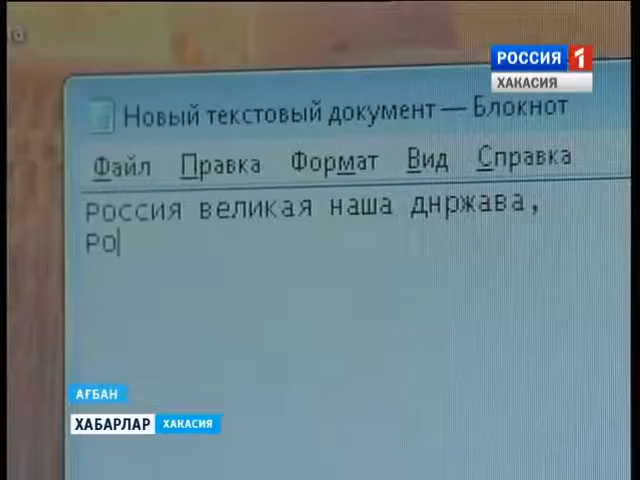 та
РОССИЯ 1
ХАКАСИЯ
Новый текстовый документ — Блокнот
Файл Правка Формат Вид Справка
Россия великая наша днржава,
Ро
АҒБАН
ХАБАРЛАР ХАКАСИЯ